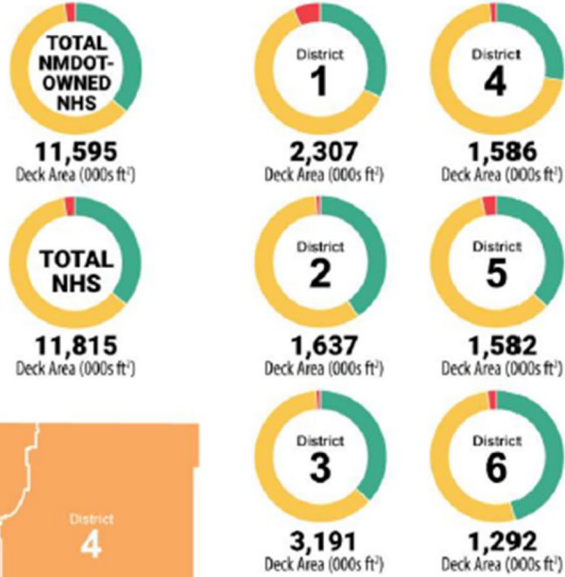 TOTAL
NMDOT-
OWNED
NHS
11,595
Deck Area (000s ft²)
District
1
2,307
Deck Area (000s ft²)
District
4
1,586
Deck Area (000s ft²)
TOTAL
NHS
11,815
Deck Area (000s ft²)
District
2
1,637
Deck Area (000s ft²)
District
5
1,582
Deck Area (000s ft²)
District
3
3,191
Deck Area (000s ft²)
District
6
1,292
Deck Area (000s ft²)
District
4